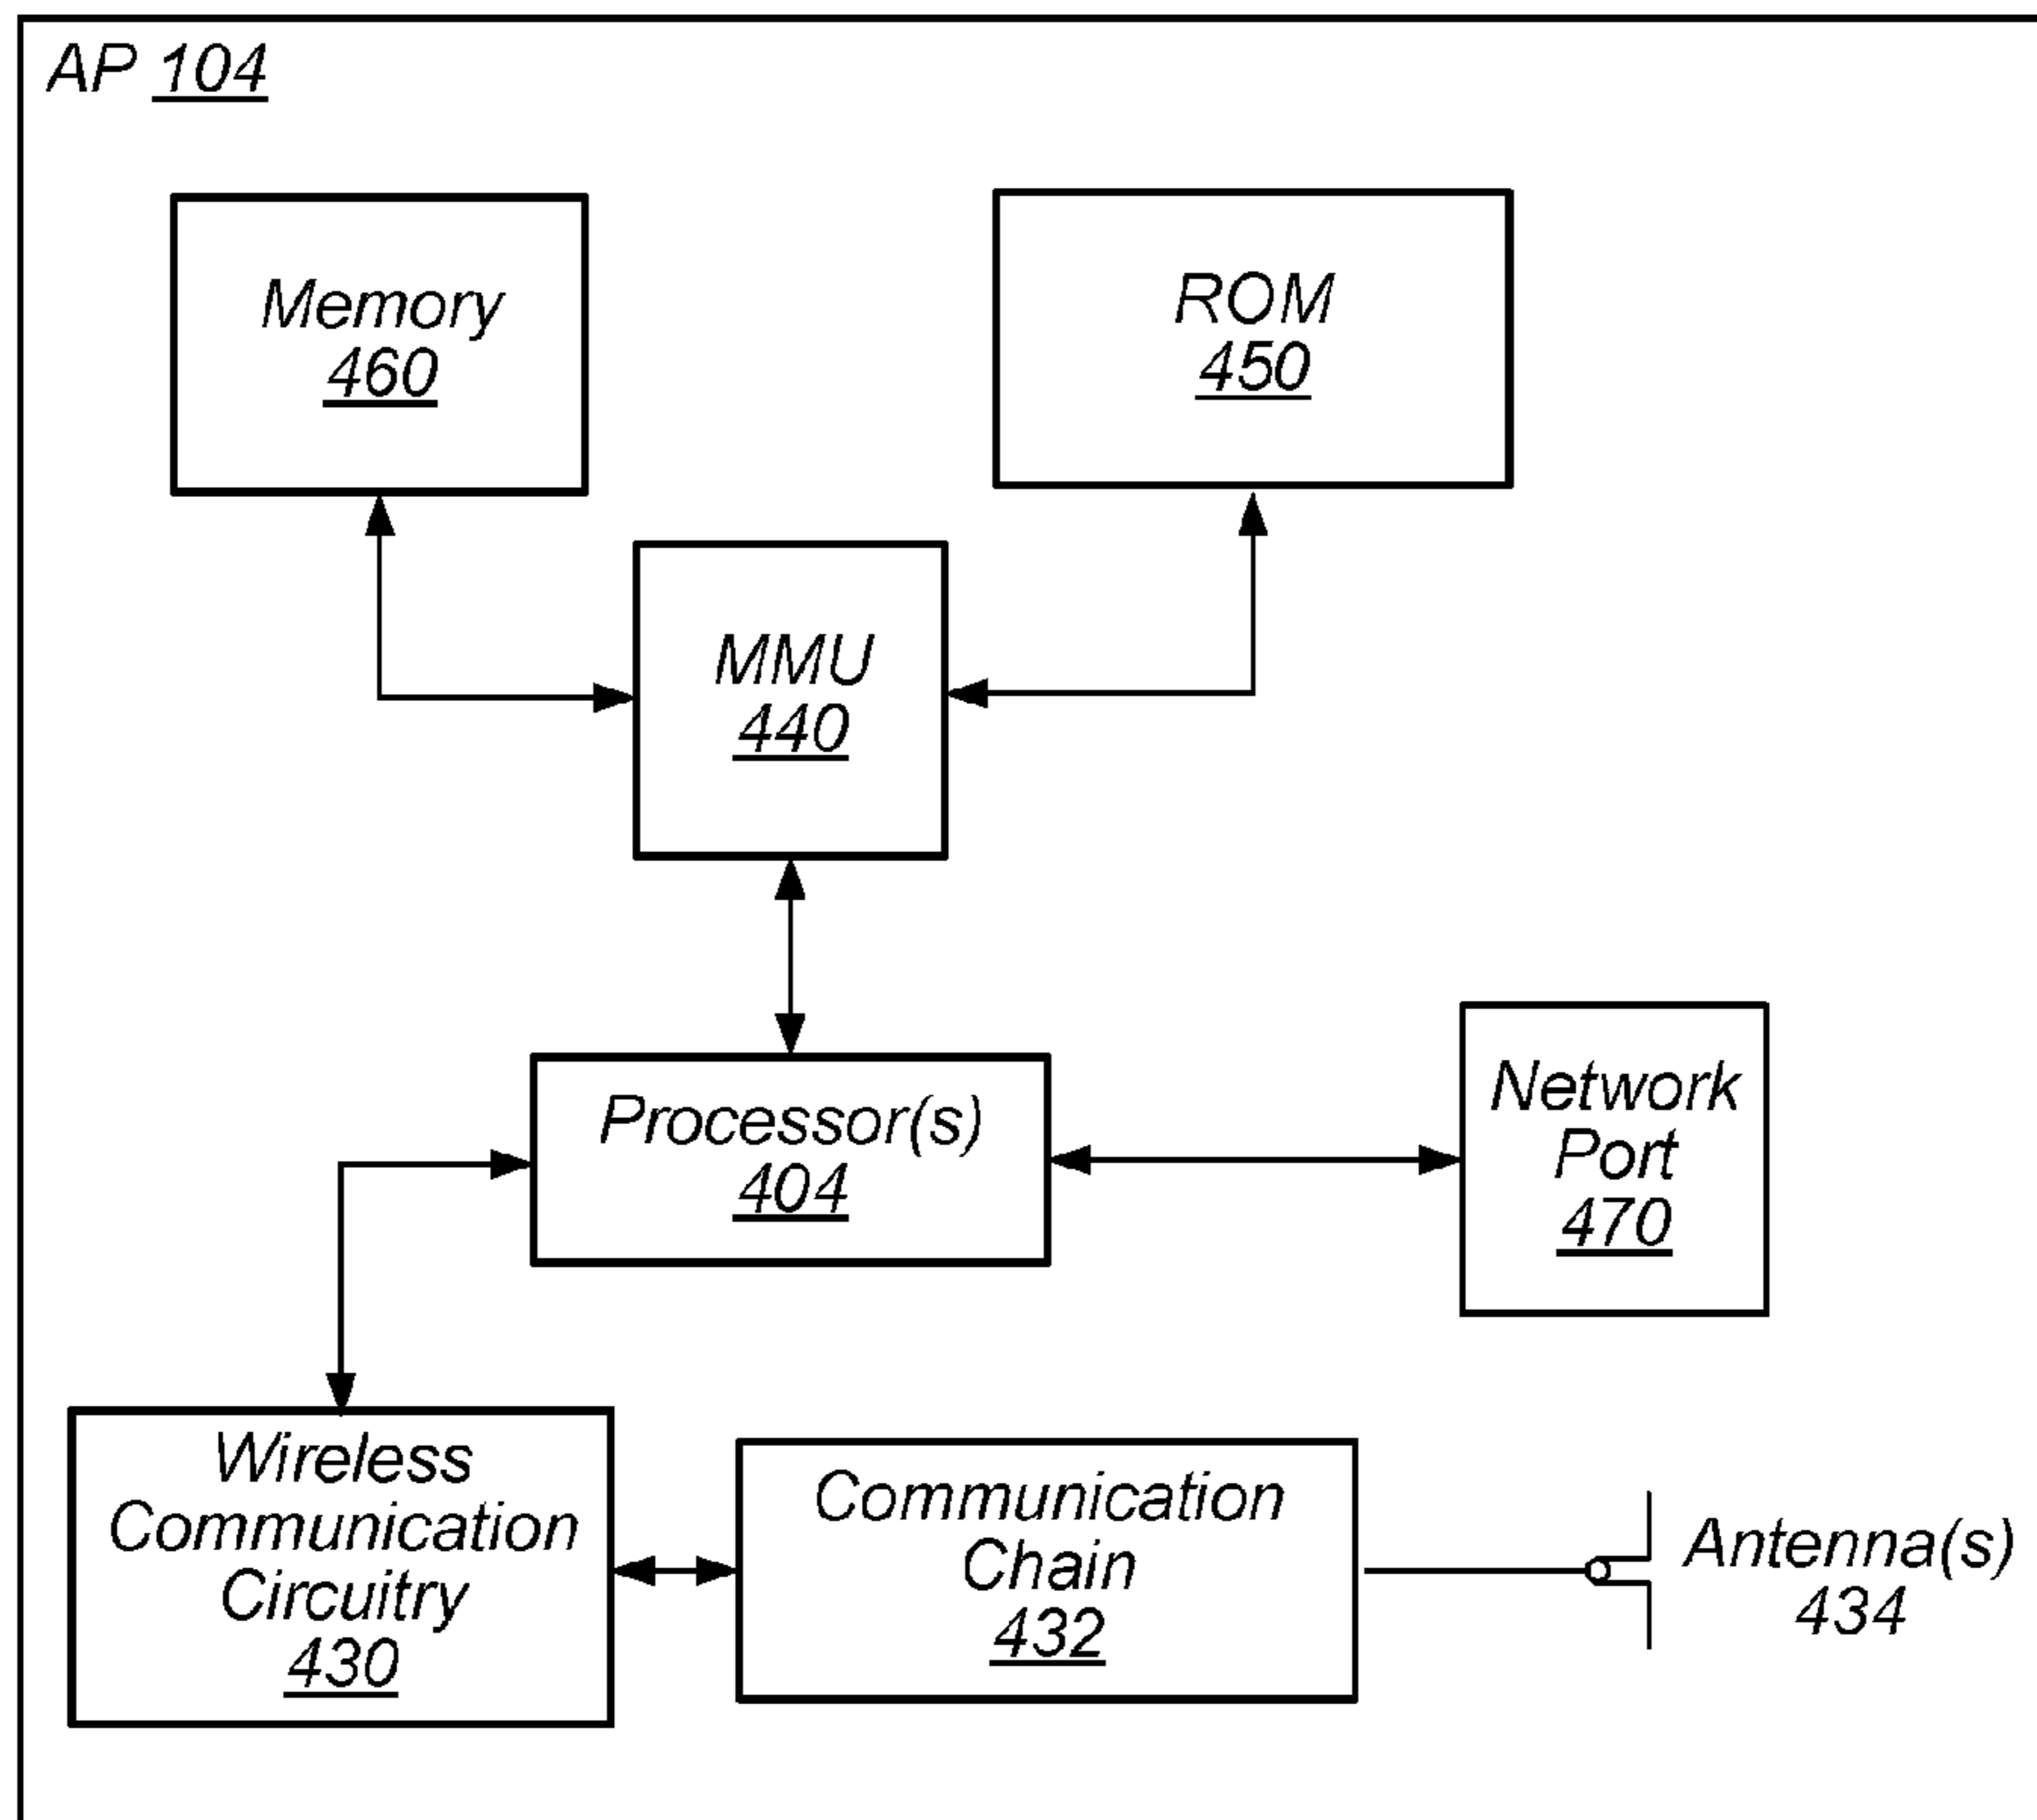 AP 104
Memory
460
ROM
450
MMU
440
Processor(s)
404
Network
Port
470
Wireless
Communication
Circuitry
430
Communication
Chain
432
Antenna(s)
434